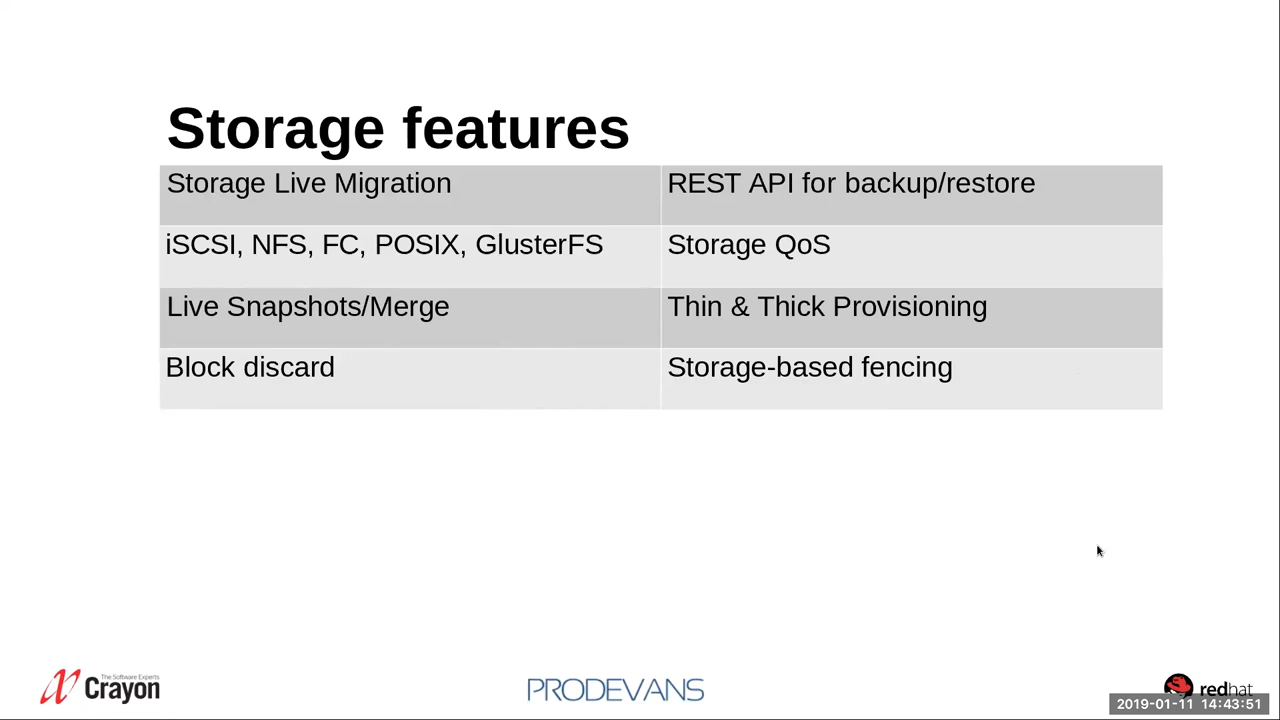 Storage features
Storage Live Migration
REST API for backup/restore
iSCSI, NFS, FC, POSIX, GlusterFS
Storage QoS
Live Snapshots/Merge
Thin & Thick Provisioning
Block discard
Storage-based fencing
The Software Experts
Crayon
PRODEVANS
redhat
2019-01-11 14:43:51